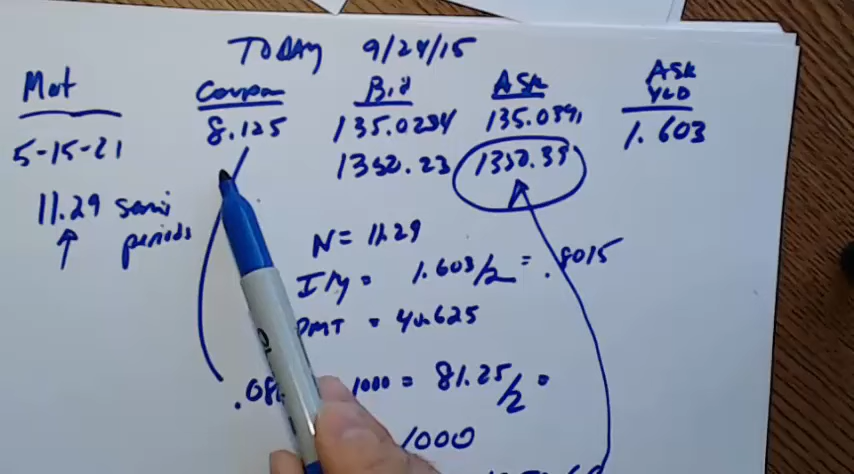 TODAY 9/24/15
Mat Coupon Bid Ask Ask YLD
5-15-21 8.125 135.0234 135.0391 1.603
1350.23 1350.39
11.29 semi periods
N = 11.29
I/Y = 1.603/2 = .8015
PMT = 40.625
1000 = 81.25/2 =
1000